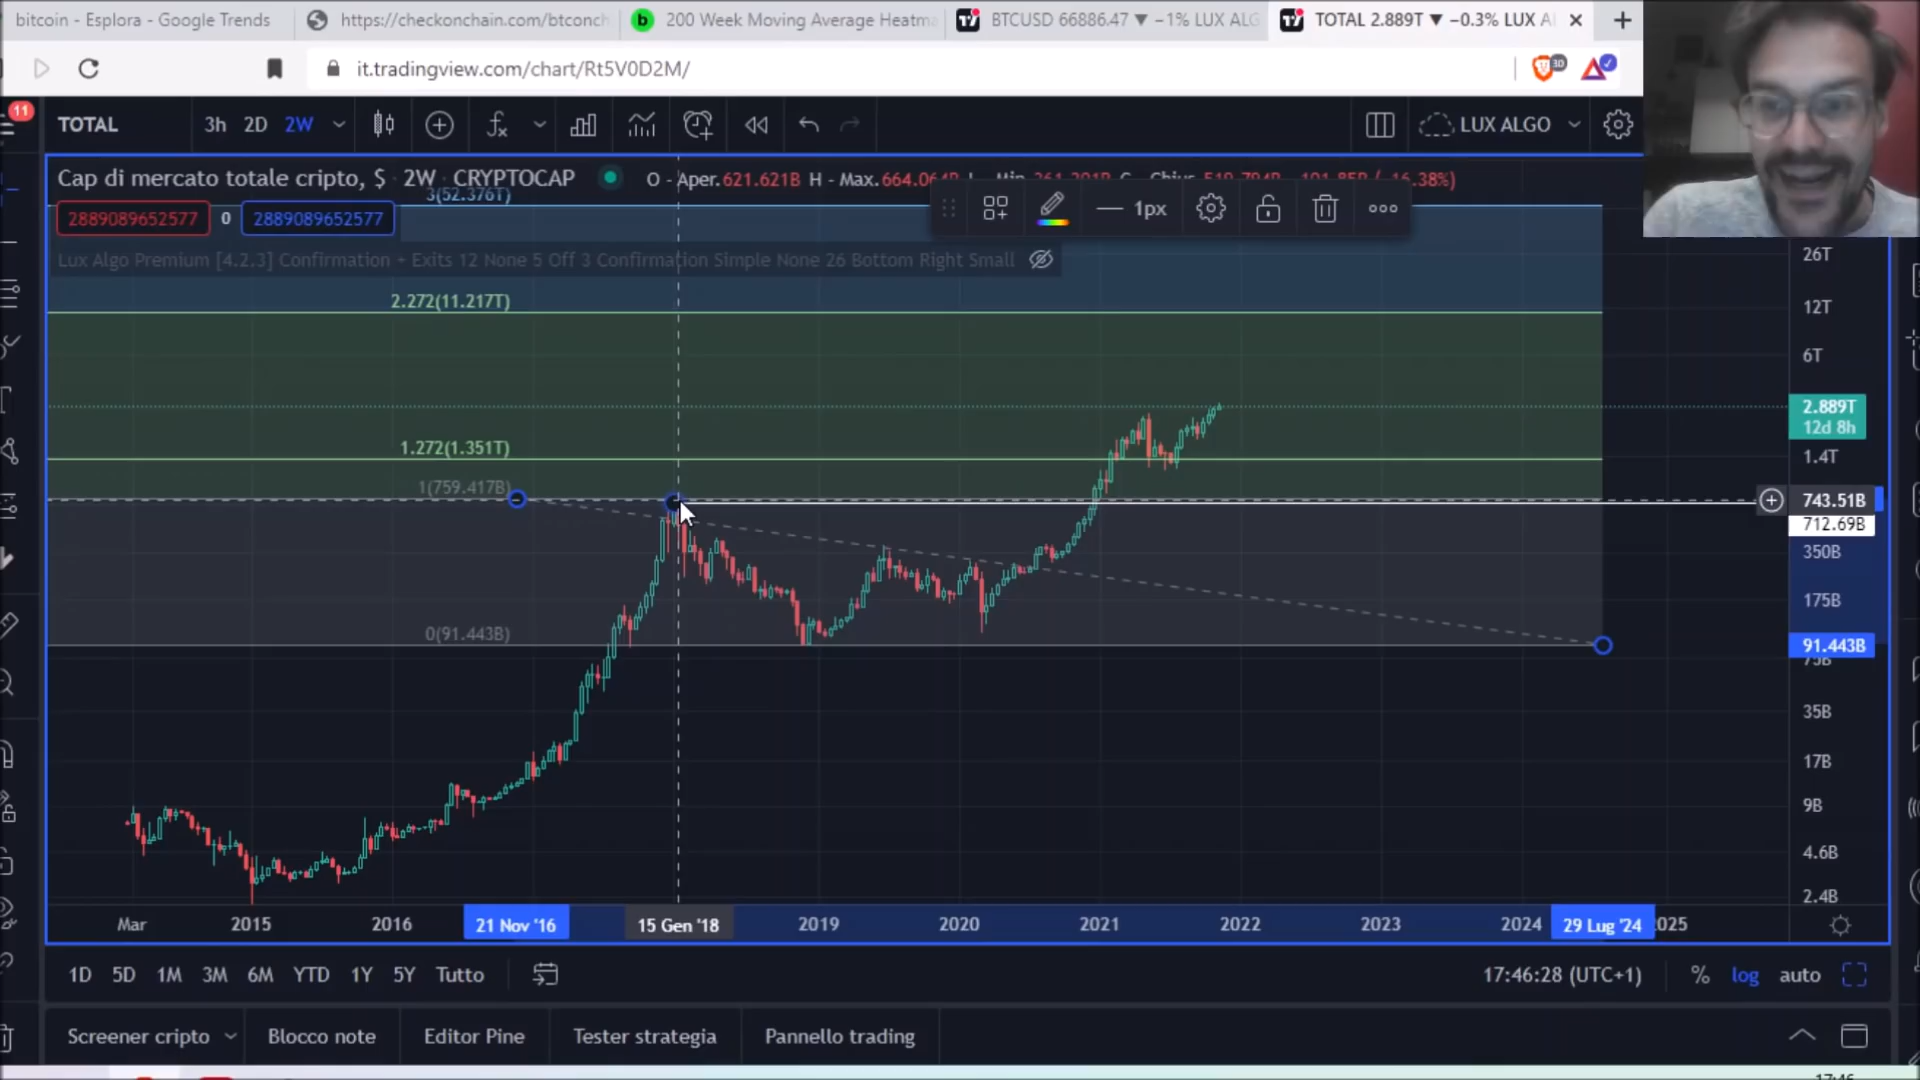 bitcoin - Esplora - Google Trends
https://checkonchain.com/btconch
200 Week Moving Average Heatma
BTCUSD 66886.47 ▼ −1% LUX ALG
TOTAL 2.889T ▼ −0.3% LUX A
it.tradingview.com/chart/Rt5V0D2M/
30
11
TOTAL
3h 2D 2W
LUX ALGO
Cap di mercato totale cripto, $ · 2W · CRYPTOCAP
O - Aper.621.621B H - Max.664.064B
3(52.376T)
2889089652577 0 2889089652577
1px
Lux Algo Premium [4.2.3] Confirmation + Exits 12 None 5 Off 3 Confirmation Simple None 26 Bottom Right Small
26T
2.272(11.217T)
12T
6T
2.889T
12d 8h
1.272(1.351T)
1.4T
1(759.417B)
743.51B
712.69B
350B
175B
0(91.443B)
91.443B
75B
35B
17B
9B
4.6B
2.4B
Mar 2015 2016 21 Nov '16 15 Gen '18 2019 2020 2021 2022 2023 2024 29 Lug '24 2025
1D 5D 1M 3M 6M YTD 1Y 5Y Tutto
17:46:28 (UTC+1) % log auto
Screener cripto Blocco note Editor Pine Tester strategia Pannello trading